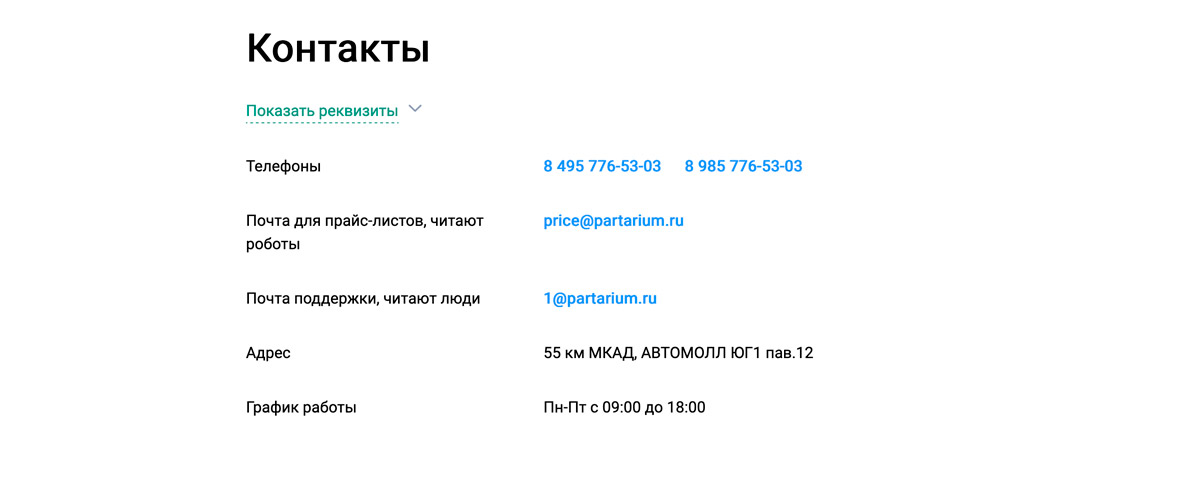 Контакты
Показать реквизиты
Телефоны 8 495 776-53-03 8 985 776-53-03
Почта для прайс-листов, читают price@partarium.ru
роботы
Почта поддержки, читают люди 1@partarium.ru
Адрес 55 км МКАД, АВТОМОЛЛ ЮГ1 пав.12
График работы Пн-Пт с 09:00 до 18:00